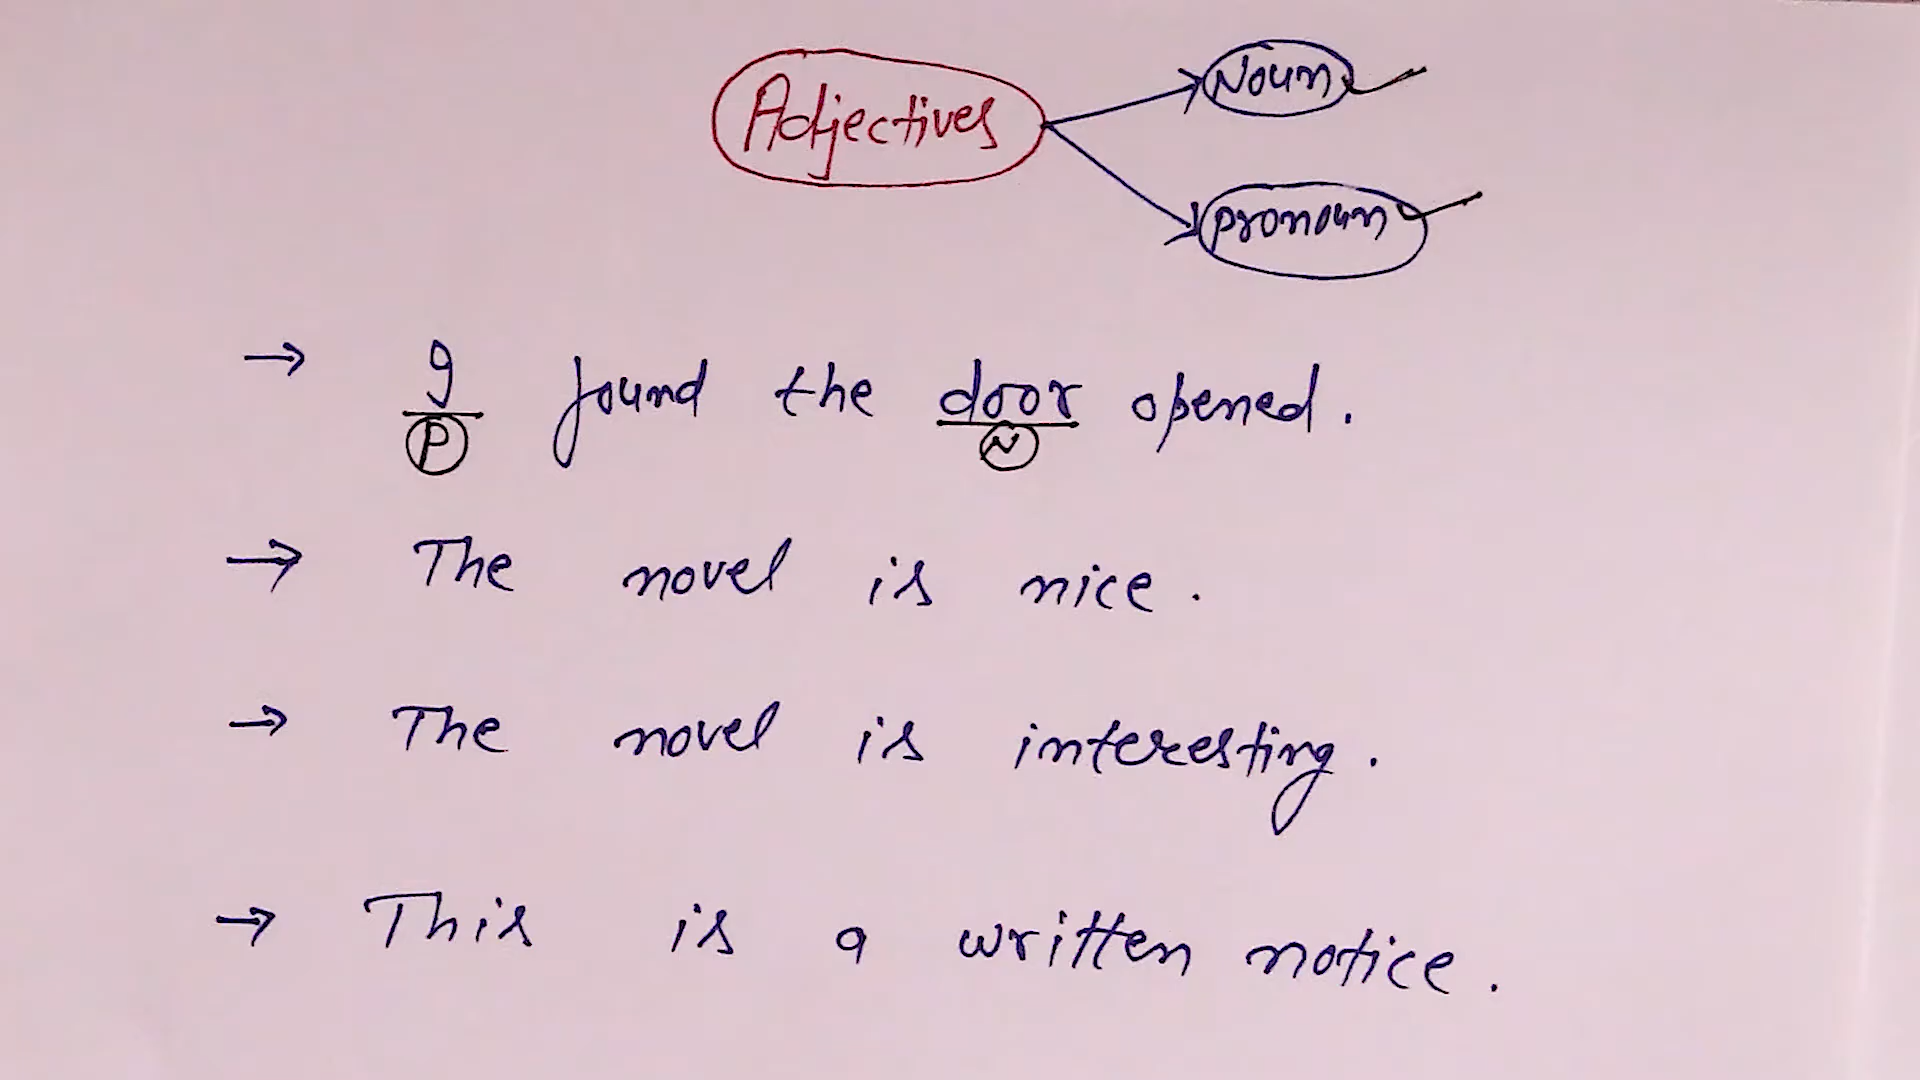 Adjectives
Noun
Pronoun
→ I found the door opened.
P N
→ The novel is nice.
→ The novel is interesting.
→ This is a written notice.